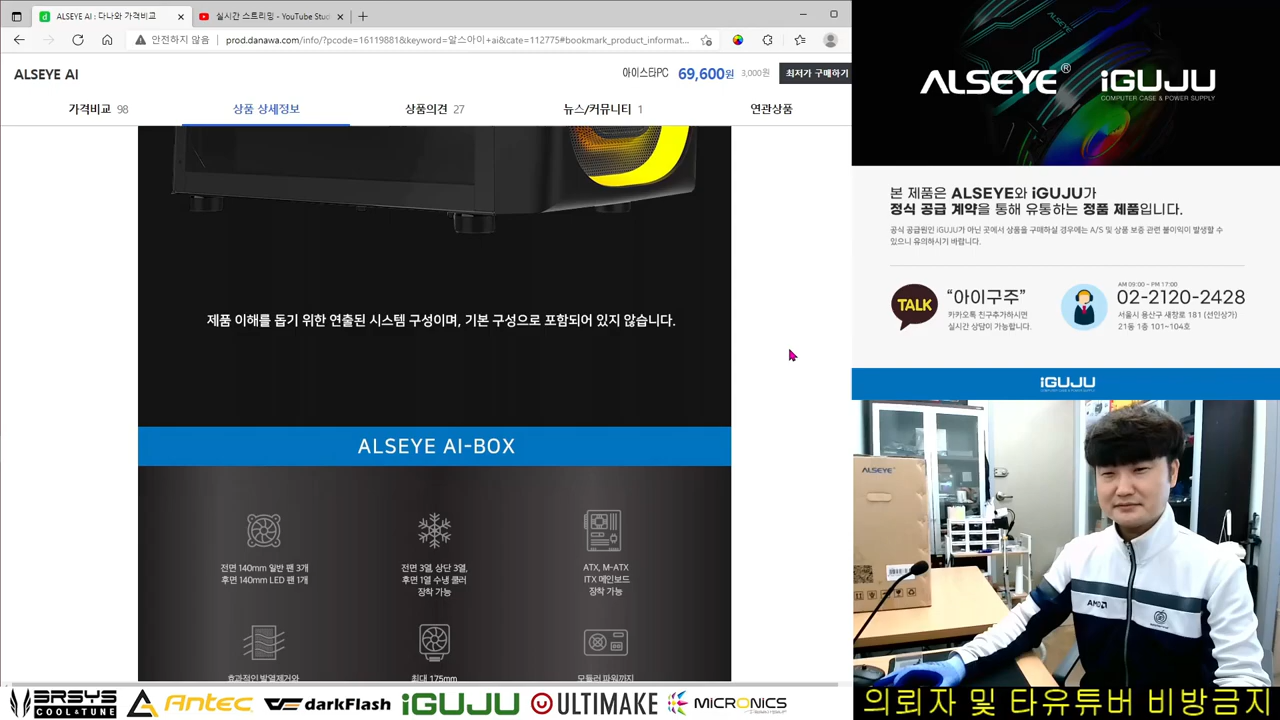 ALSEYE AI : 다나와 가격비교
실시간 스트리밍 - YouTube Stud
안전하지 않음
prod.danawa.com/info/?pcode=16119881&keyword=알스아이+ai&cate=112775#bookmark_product_informat...
ALSEYE AI
아이스타PC 69,600원 3,000원 최저가 구매하기
가격비교 98
상품 상세정보
상품의견 27
뉴스/커뮤니티 1
연관상품
제품 이해를 돕기 위한 연출된 시스템 구성이며, 기본 구성으로 포함되어 있지 않습니다.
ALSEYE AI-BOX
전면 140mm 일반 팬 3개
후면 140mm LED 팬 1개
전면 3열, 상단 3열,
후면 1열 수냉 쿨러
장착 가능
ATX, M-ATX
ITX 메인보드
장착 가능
효과적인 발열제거와
최대 175mm
모듈러 파워까지
ALSEYE® iGUJU
COMPUTER CASE & POWER SUPPLY
본 제품은 ALSEYE와 iGUJU가
정식 공급 계약을 통해 유통하는 정품 제품입니다.
공식 공급원인 iGUJU가 아닌 곳에서 상품을 구매하실 경우에는 A/S 및 상품 보증 관련 불이익이 발생할 수
있으니 유의하시기 바랍니다.
TALK
“아이구주”
카카오톡 친구추가하시면
실시간 상담이 가능합니다.
AM 09:00 ~ PM 17:00
02-2120-2428
서울시 용산구 새창로 181 (선인상가)
21동 1층 101~104호
iGUJU
COMPUTER CASE & POWER SUPPLY
ALSEYE
AMD
3RSYS
COOL&TUNE
Antec
darkFlash
iGUJU
ULTIMAKE
MICRONICS
의뢰자 및 타유튜버 비방금지